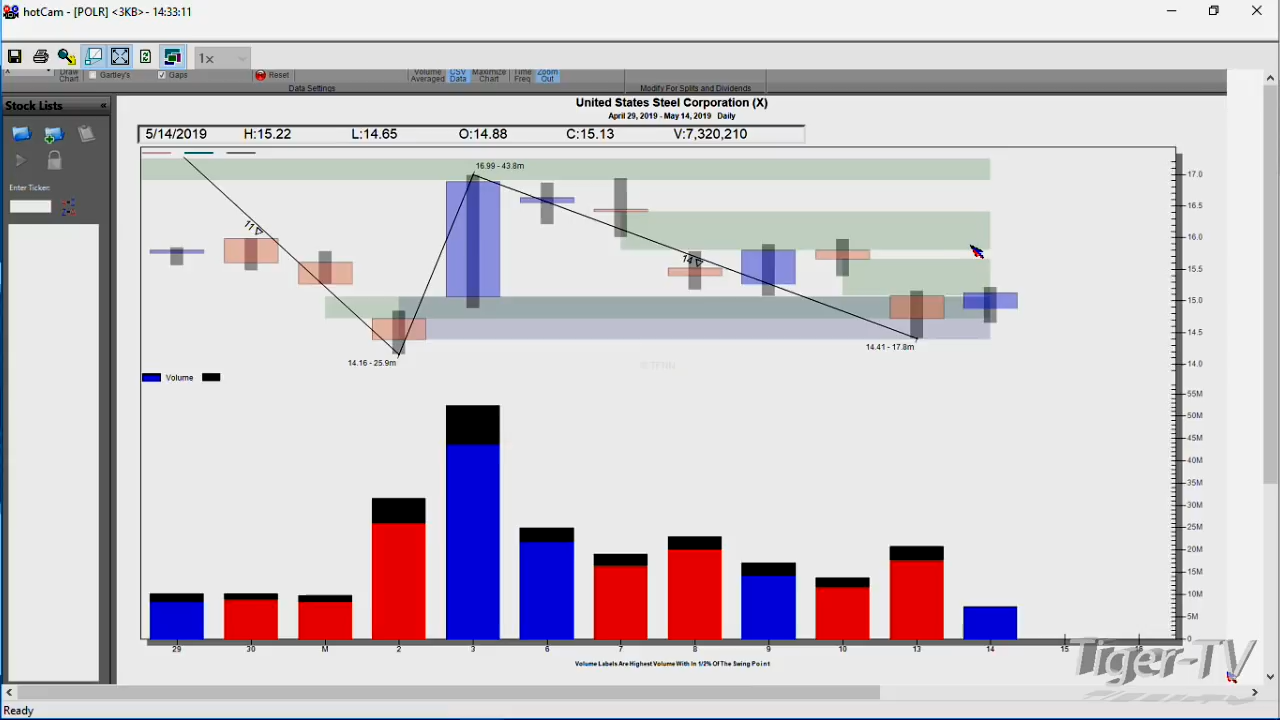 hotCam - [POLR] <3KB> - 14:33:11
1x
Draw Chart
Gartley's
Gaps
Reset
Volume Averaged
CSV Data
Maximize Chart
Time Freq
Zoom Out
Data Settings
Modify For Splits and Dividends
Stock Lists
«
Enter Ticker:
United States Steel Corporation (X)
April 29, 2019 - May 14, 2019 Daily
5/14/2019 H:15.22 L:14.65 O:14.88 C:15.13 V:7,320,210
16.99 - 43.8m
11
14
14.16 - 25.9m
14.41 - 17.8m
17.0
16.5
16.0
15.5
15.0
14.5
14.0
Volume
55M
50M
45M
40M
35M
30M
25M
20M
15M
10M
5M
0
29 30 M 2 3 6 7 8 9 10 13 14 15 16
Volume Labels Are Highest Volume With In 1/2% Of The Swing Point
Tiger-TV
Ready